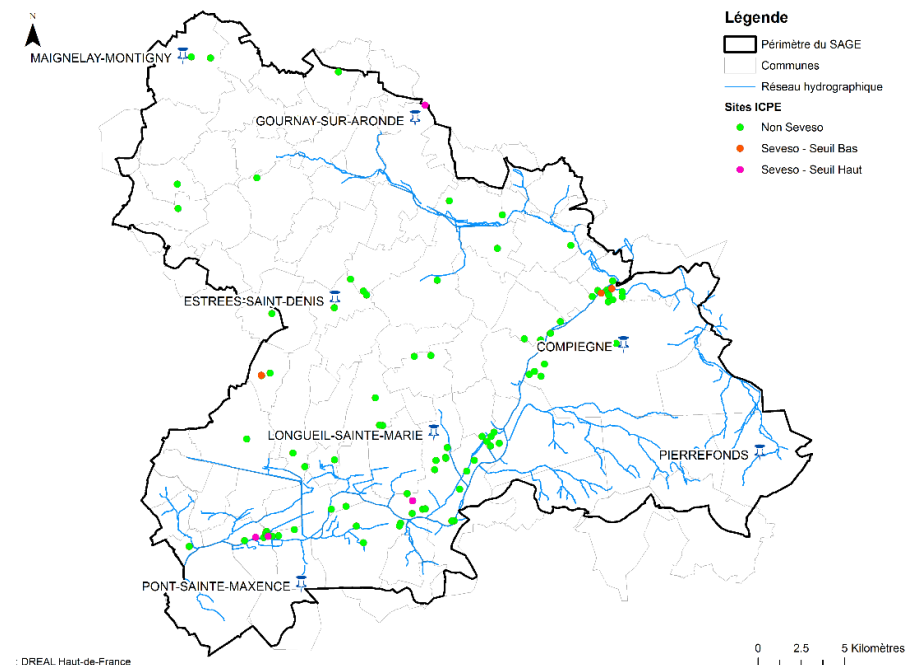 N
Légende
Périmètre du SAGE
Communes
Réseau hydrographique
Sites ICPE
Non Seveso
Seveso - Seuil Bas
Seveso - Seuil Haut
MAIGNELAY-MONTIGNY
GOURNAY-SUR-ARONDE
ESTREES-SAINT-DENIS
COMPIEGNE
LONGUEIL-SAINTE-MARIE
PIERREFONDS
PONT-SAINTE-MAXENCE
0 2.5 5 Kilomètres
: DREAL Haut-de-France